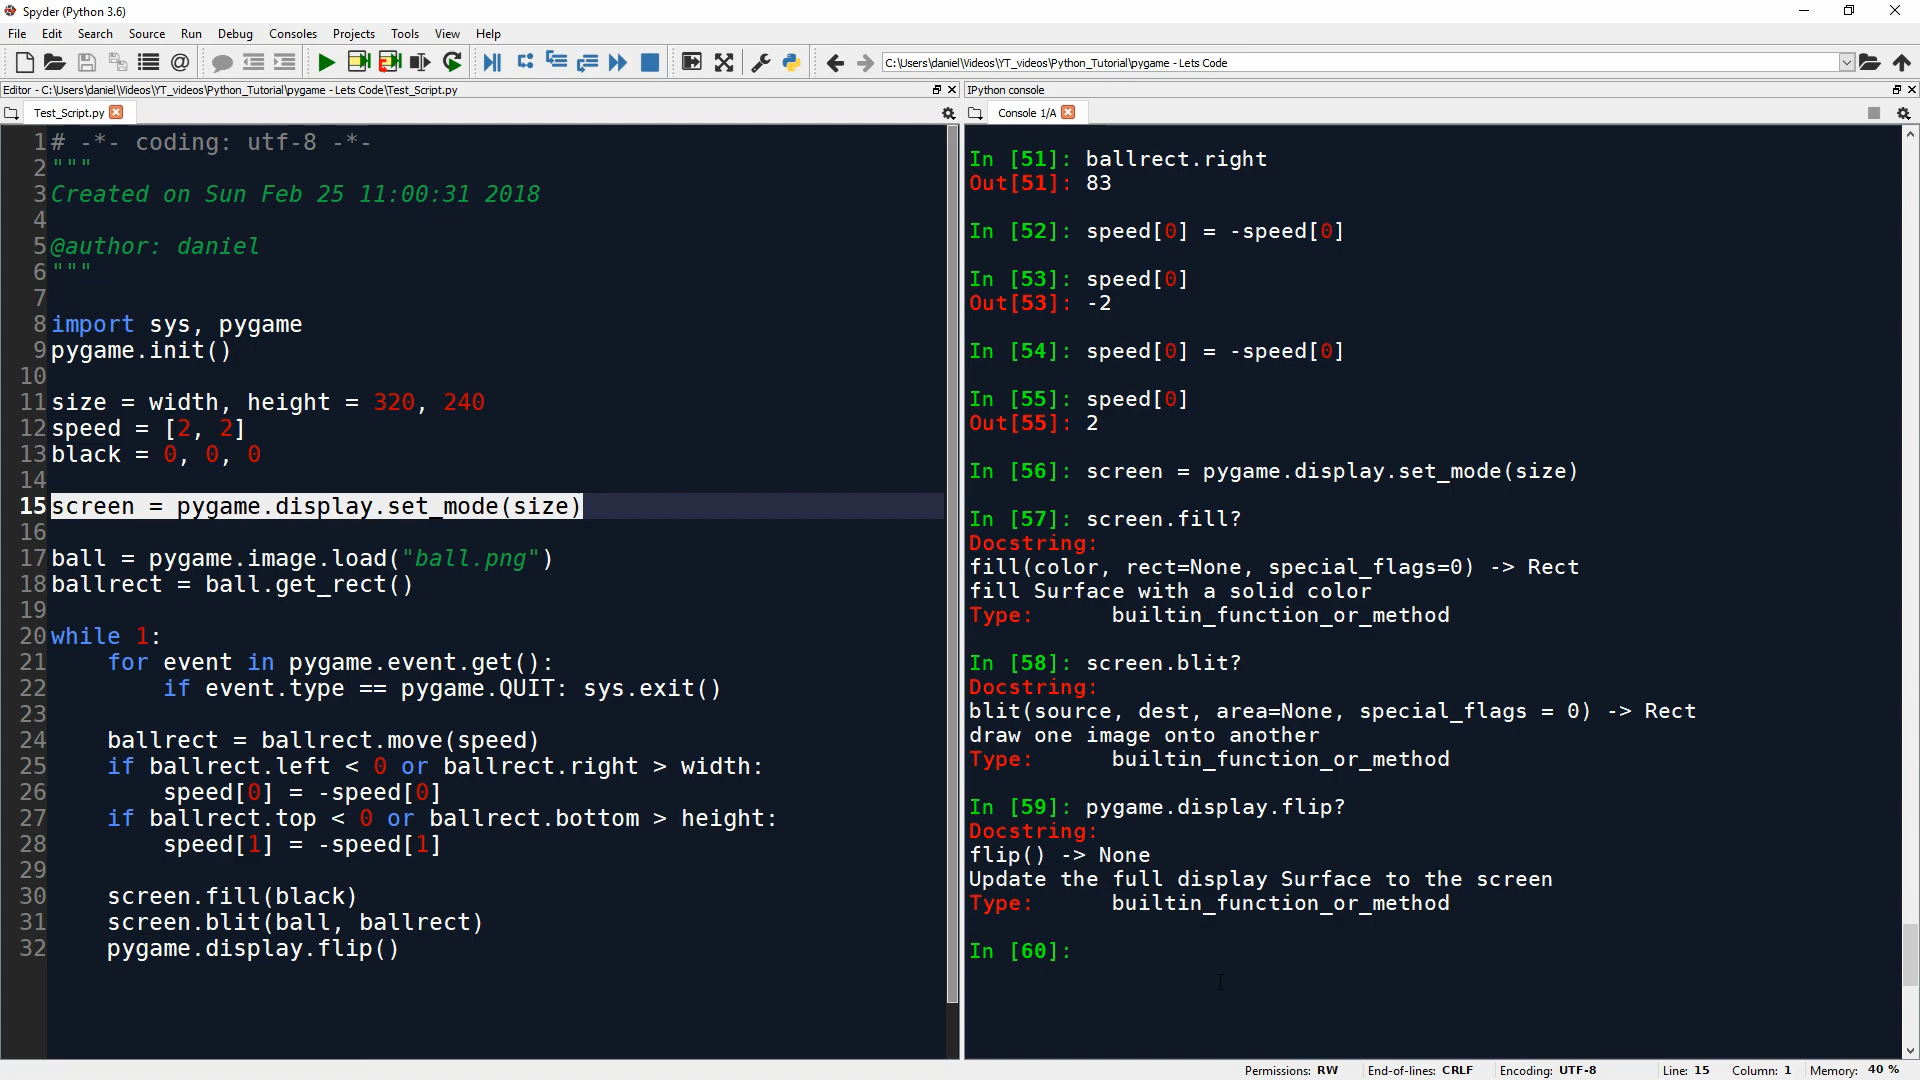 Spyder (Python 3.6)
File Edit Search Source Run Debug Consoles Projects Tools View Help
C:\Users\daniel\Videos\YT_videos\Python_Tutorial\pygame - Lets Code
Editor - C:\Users\daniel\Videos\YT_videos\Python_Tutorial\pygame - Lets Code\Test_Script.py
Test_Script.py
1 # -*- coding: utf-8 -*-
2 """
3 Created on Sun Feb 25 11:00:31 2018
4
5 @author: daniel
6 """
7
8 import sys, pygame
9 pygame.init()
10
11 size = width, height = 320, 240
12 speed = [2, 2]
13 black = 0, 0, 0
14
15 screen = pygame.display.set_mode(size)
16
17 ball = pygame.image.load("ball.png")
18 ballrect = ball.get_rect()
19
20 while 1:
21     for event in pygame.event.get():
22         if event.type == pygame.QUIT: sys.exit()
23
24     ballrect = ballrect.move(speed)
25     if ballrect.left < 0 or ballrect.right > width:
26         speed[0] = -speed[0]
27     if ballrect.top < 0 or ballrect.bottom > height:
28         speed[1] = -speed[1]
29
30     screen.fill(black)
31     screen.blit(ball, ballrect)
32     pygame.display.flip()
IPython console
Console 1/A
In [51]: ballrect.right
Out[51]: 83
In [52]: speed[0] = -speed[0]
In [53]: speed[0]
Out[53]: -2
In [54]: speed[0] = -speed[0]
In [55]: speed[0]
Out[55]: 2
In [56]: screen = pygame.display.set_mode(size)
In [57]: screen.fill?
Docstring:
fill(color, rect=None, special_flags=0) -> Rect
fill Surface with a solid color
Type:      builtin_function_or_method
In [58]: screen.blit?
Docstring:
blit(source, dest, area=None, special_flags = 0) -> Rect
draw one image onto another
Type:      builtin_function_or_method
In [59]: pygame.display.flip?
Docstring:
flip() -> None
Update the full display Surface to the screen
Type:      builtin_function_or_method
In [60]:
Permissions: RW End-of-lines: CRLF Encoding: UTF-8 Line: 15 Column: 1 Memory: 40 %